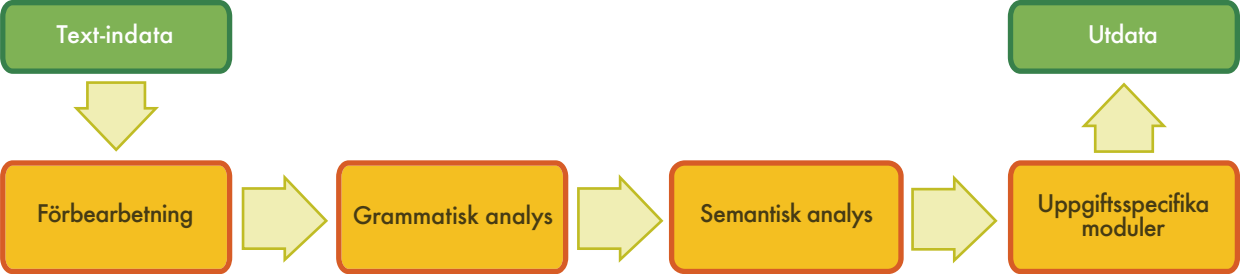 Text-indata
Utdata
Förbearbetning
Grammatisk analys
Semantisk analys
Uppgiftsspecifika
moduler